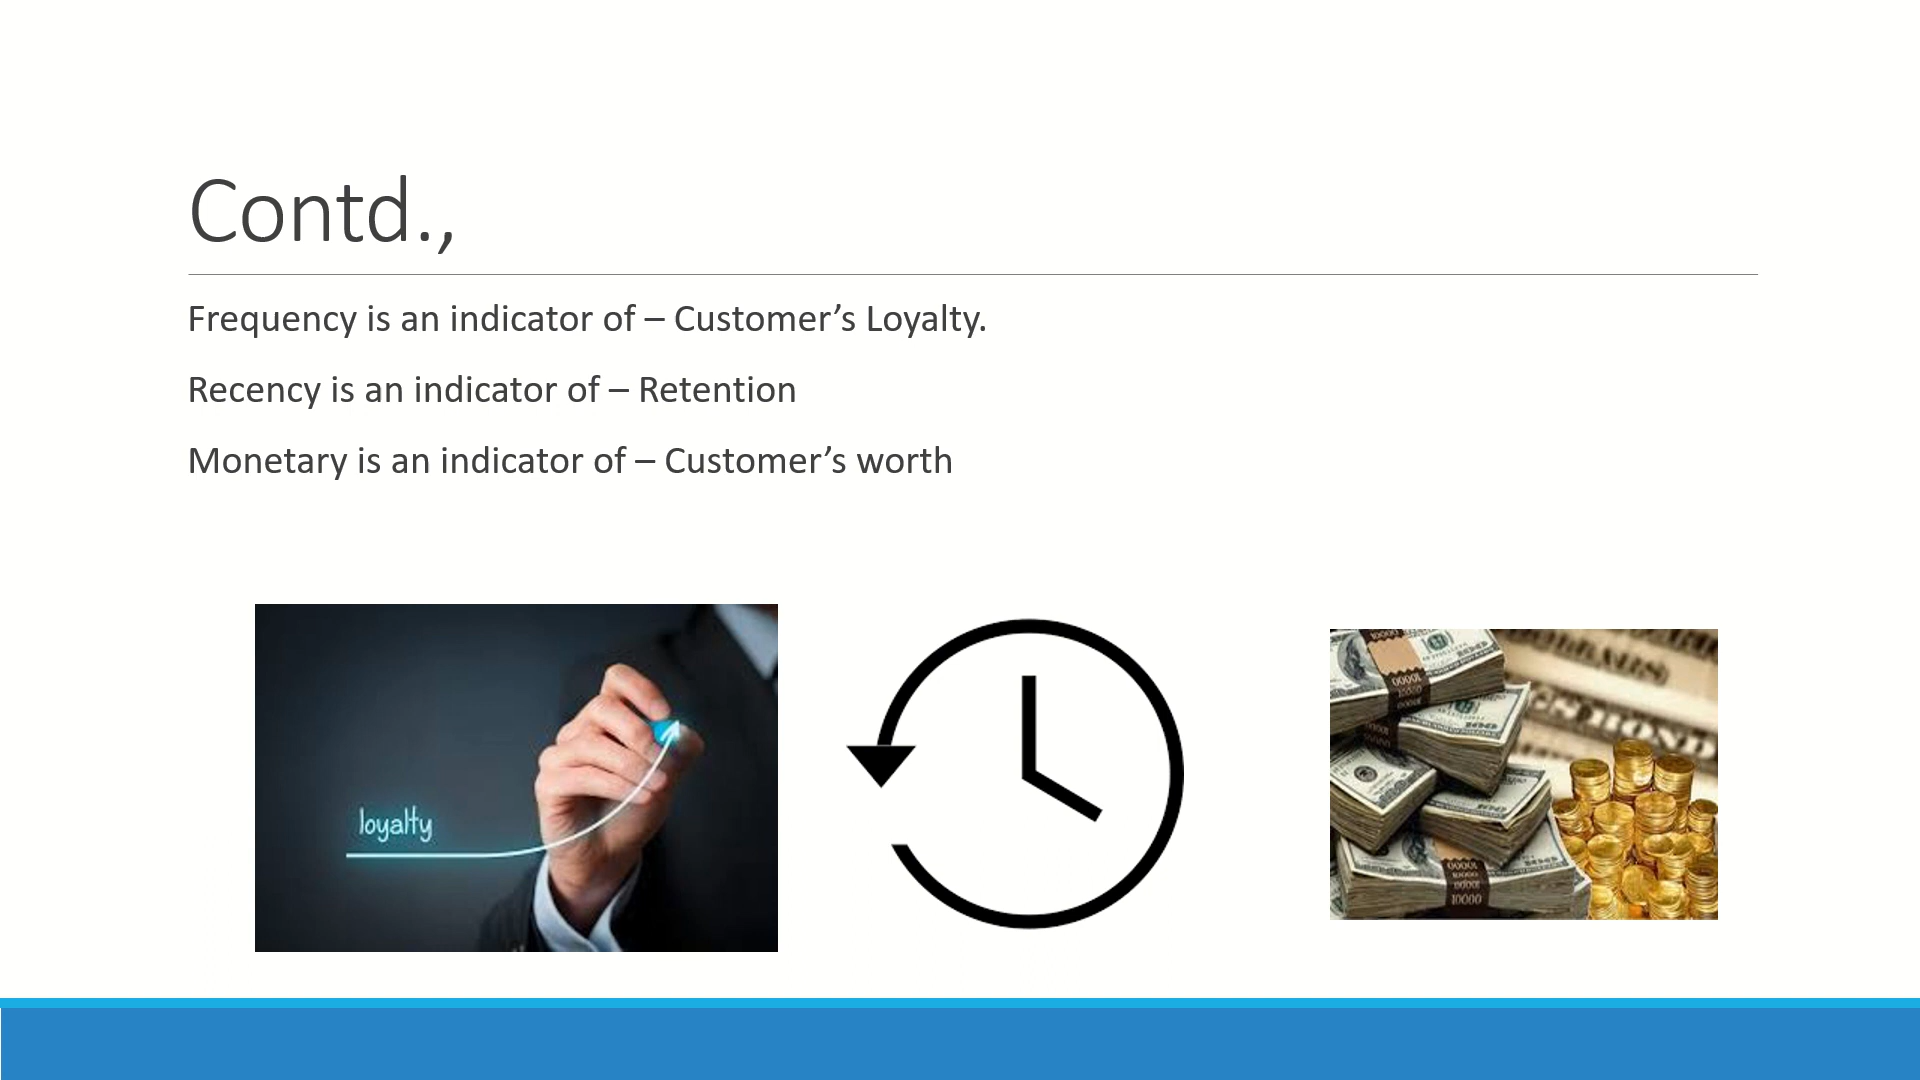 Contd.,
Frequency is an indicator of – Customer’s Loyalty.
Recency is an indicator of – Retention
Monetary is an indicator of – Customer’s worth
loyalty
10000